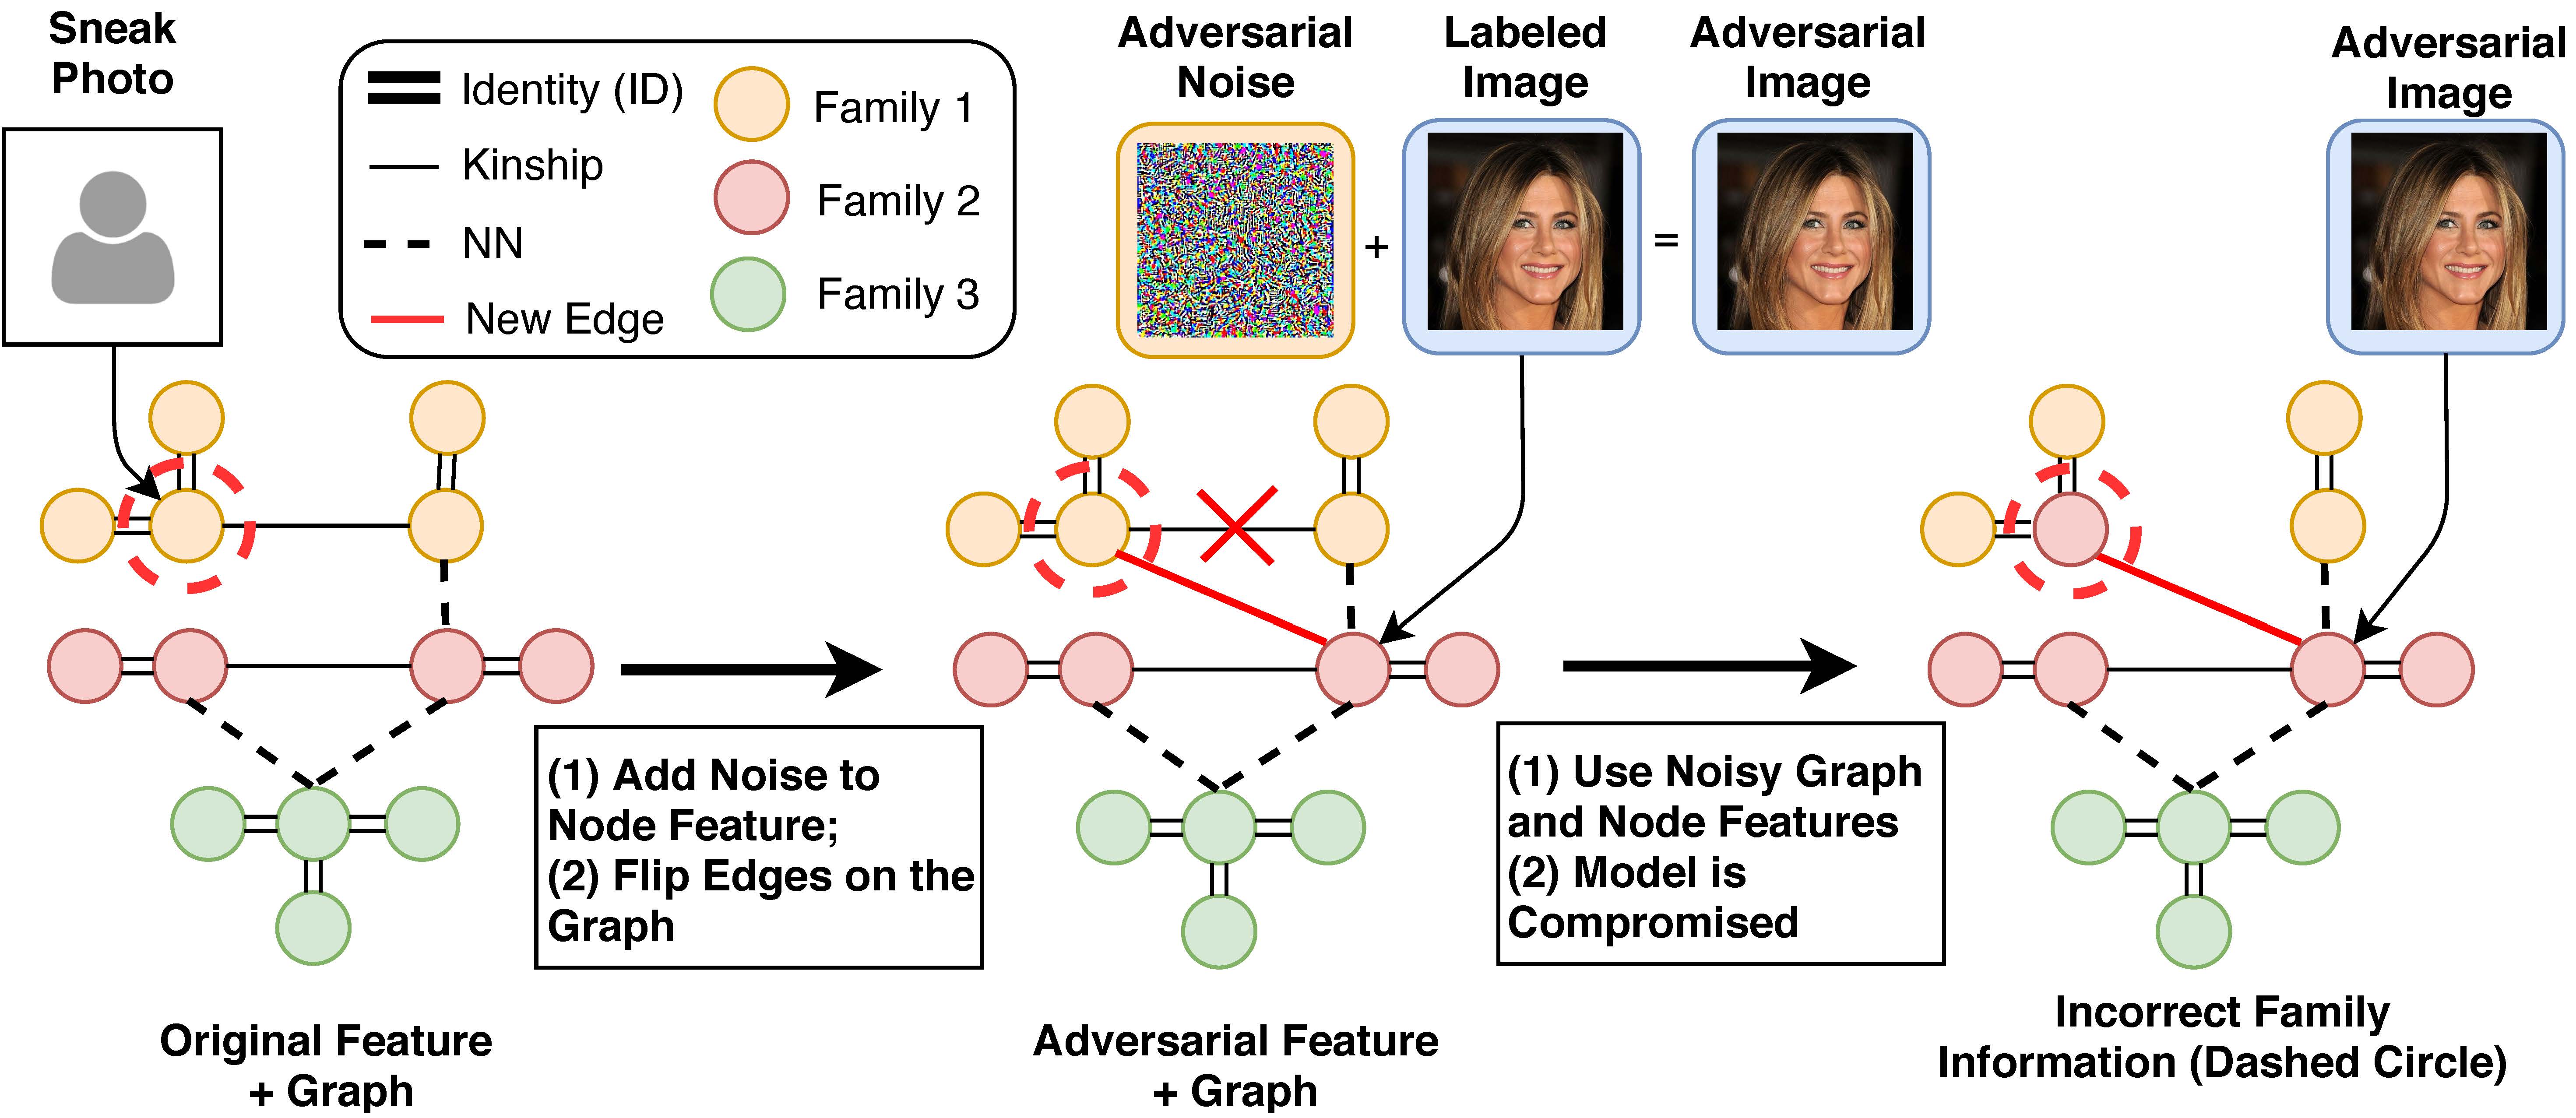 Sneak
Photo
Identity (ID)
Kinship
NN
New Edge
Family 1
Family 2
Family 3
Adversarial
Noise
Labeled
Image
Adversarial
Image
Adversarial
Image
+
=
(1) Add Noise to
Node Feature;
(2) Flip Edges on the
Graph
(1) Use Noisy Graph
and Node Features
(2) Model is
Compromised
Original Feature
+ Graph
Adversarial Feature
+ Graph
Incorrect Family
Information (Dashed Circle)